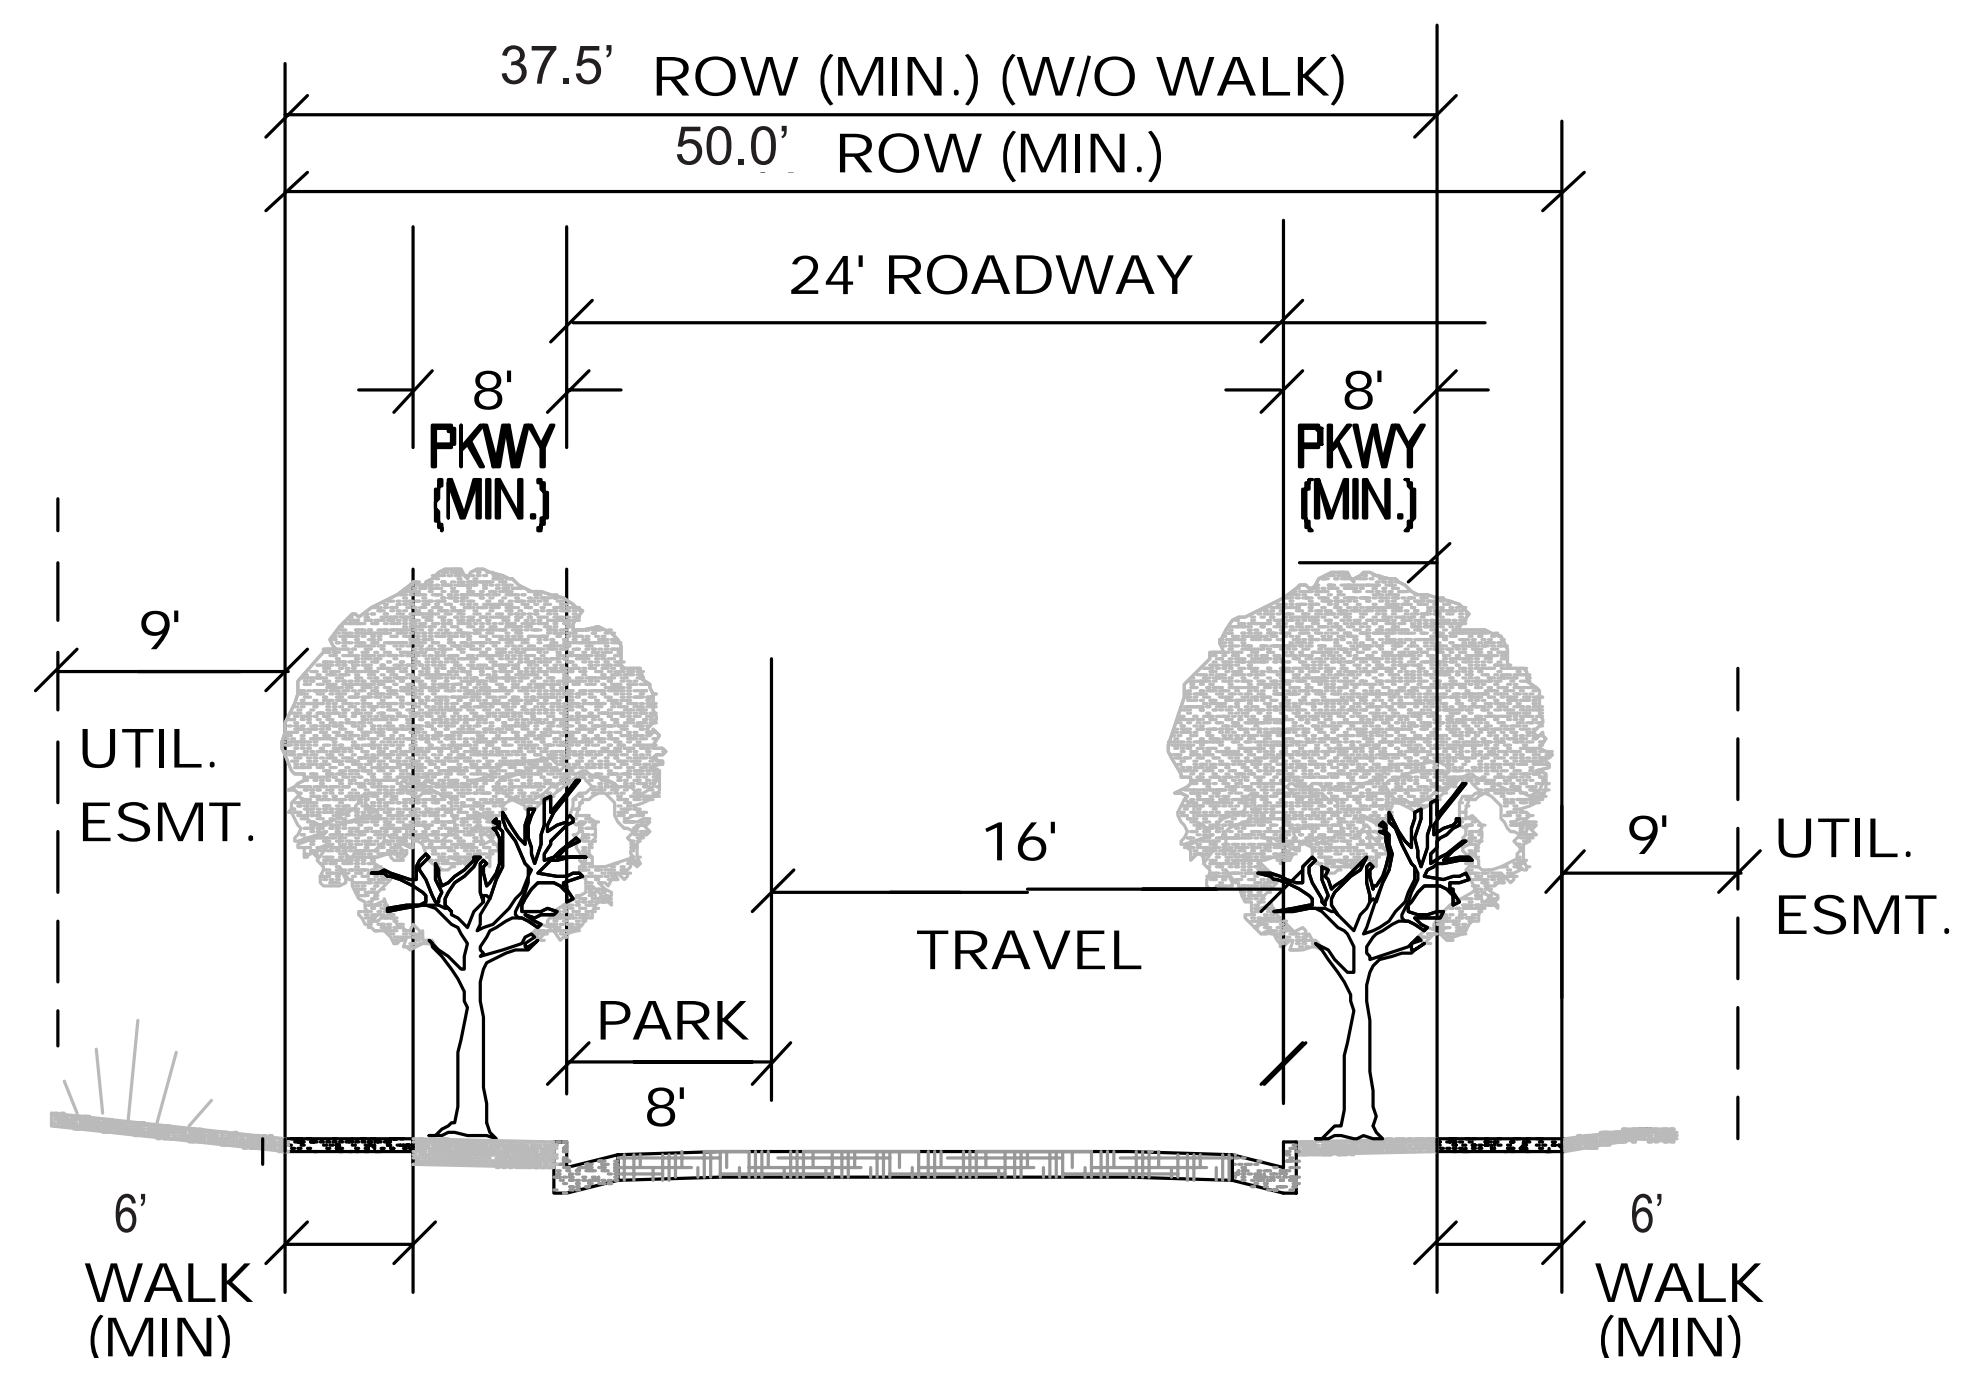 37.5’ ROW (MIN.) (W/O WALK)
50.0’ ROW (MIN.)
24' ROADWAY
8'
PKWY
(MIN.)
8'
PKWY
(MIN.)
9'
UTIL.
ESMT.
16'
TRAVEL
9'
UTIL.
ESMT.
PARK
8'
6’
WALK
(MIN)
6’
WALK
(MIN)